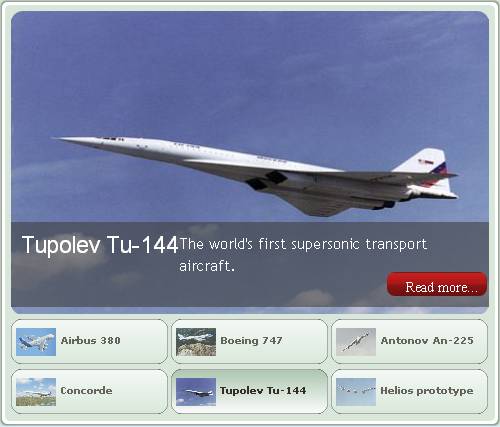 Tupolev Tu-144 The world's first supersonic transport
aircraft.
Read more...
Airbus 380
Boeing 747
Antonov An-225
Concorde
Tupolev Tu-144
Helios prototype